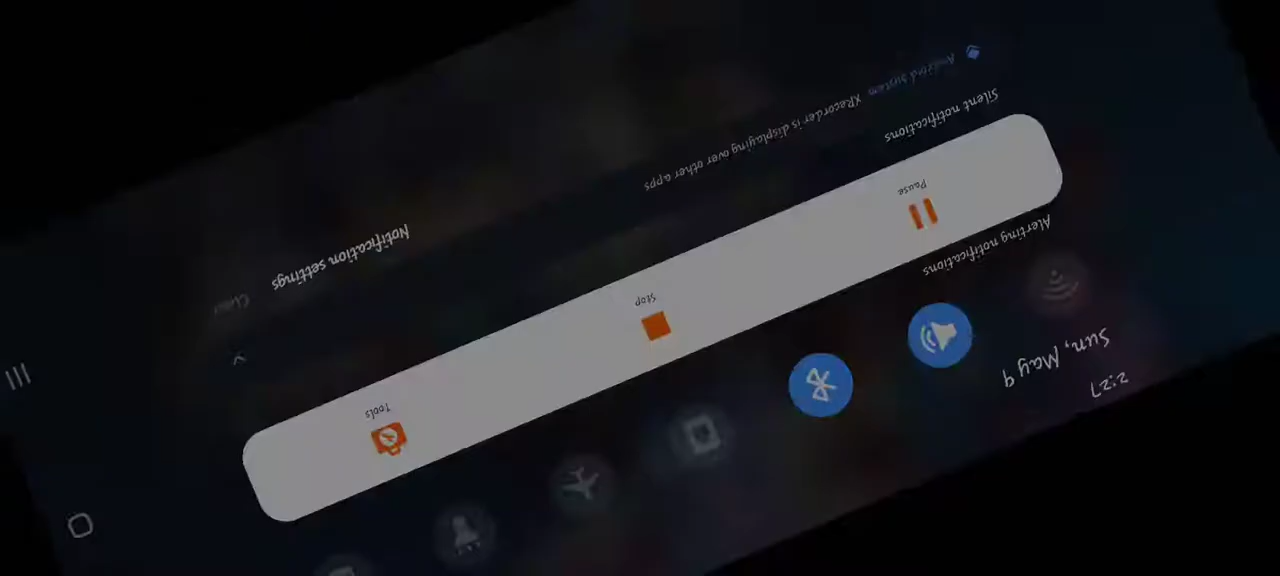 2:27
Sun, May 9
Alerting notifications
Pause
Stop
Tools
Silent notifications
Android system XRecorder is displaying over other apps
Notification settings
Clear